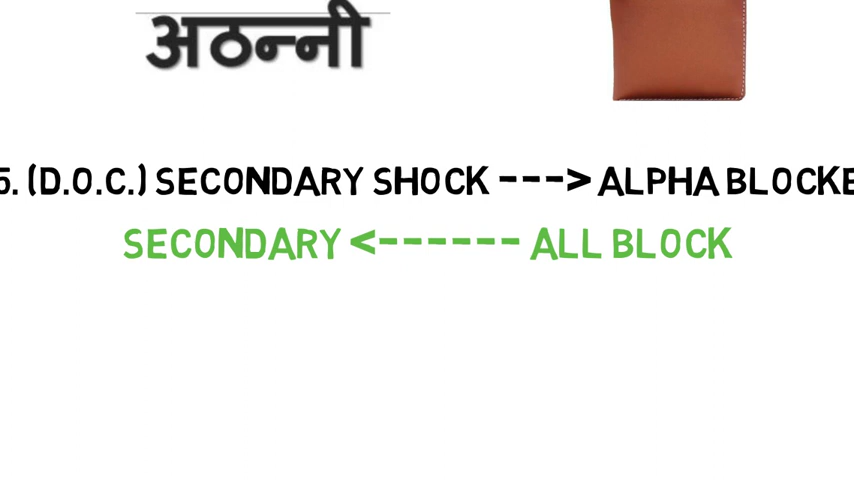 अठन्नी
5. (D.O.C.) SECONDARY SHOCK ---> ALPHA BLOCKE
SECONDARY <------ ALL BLOCK